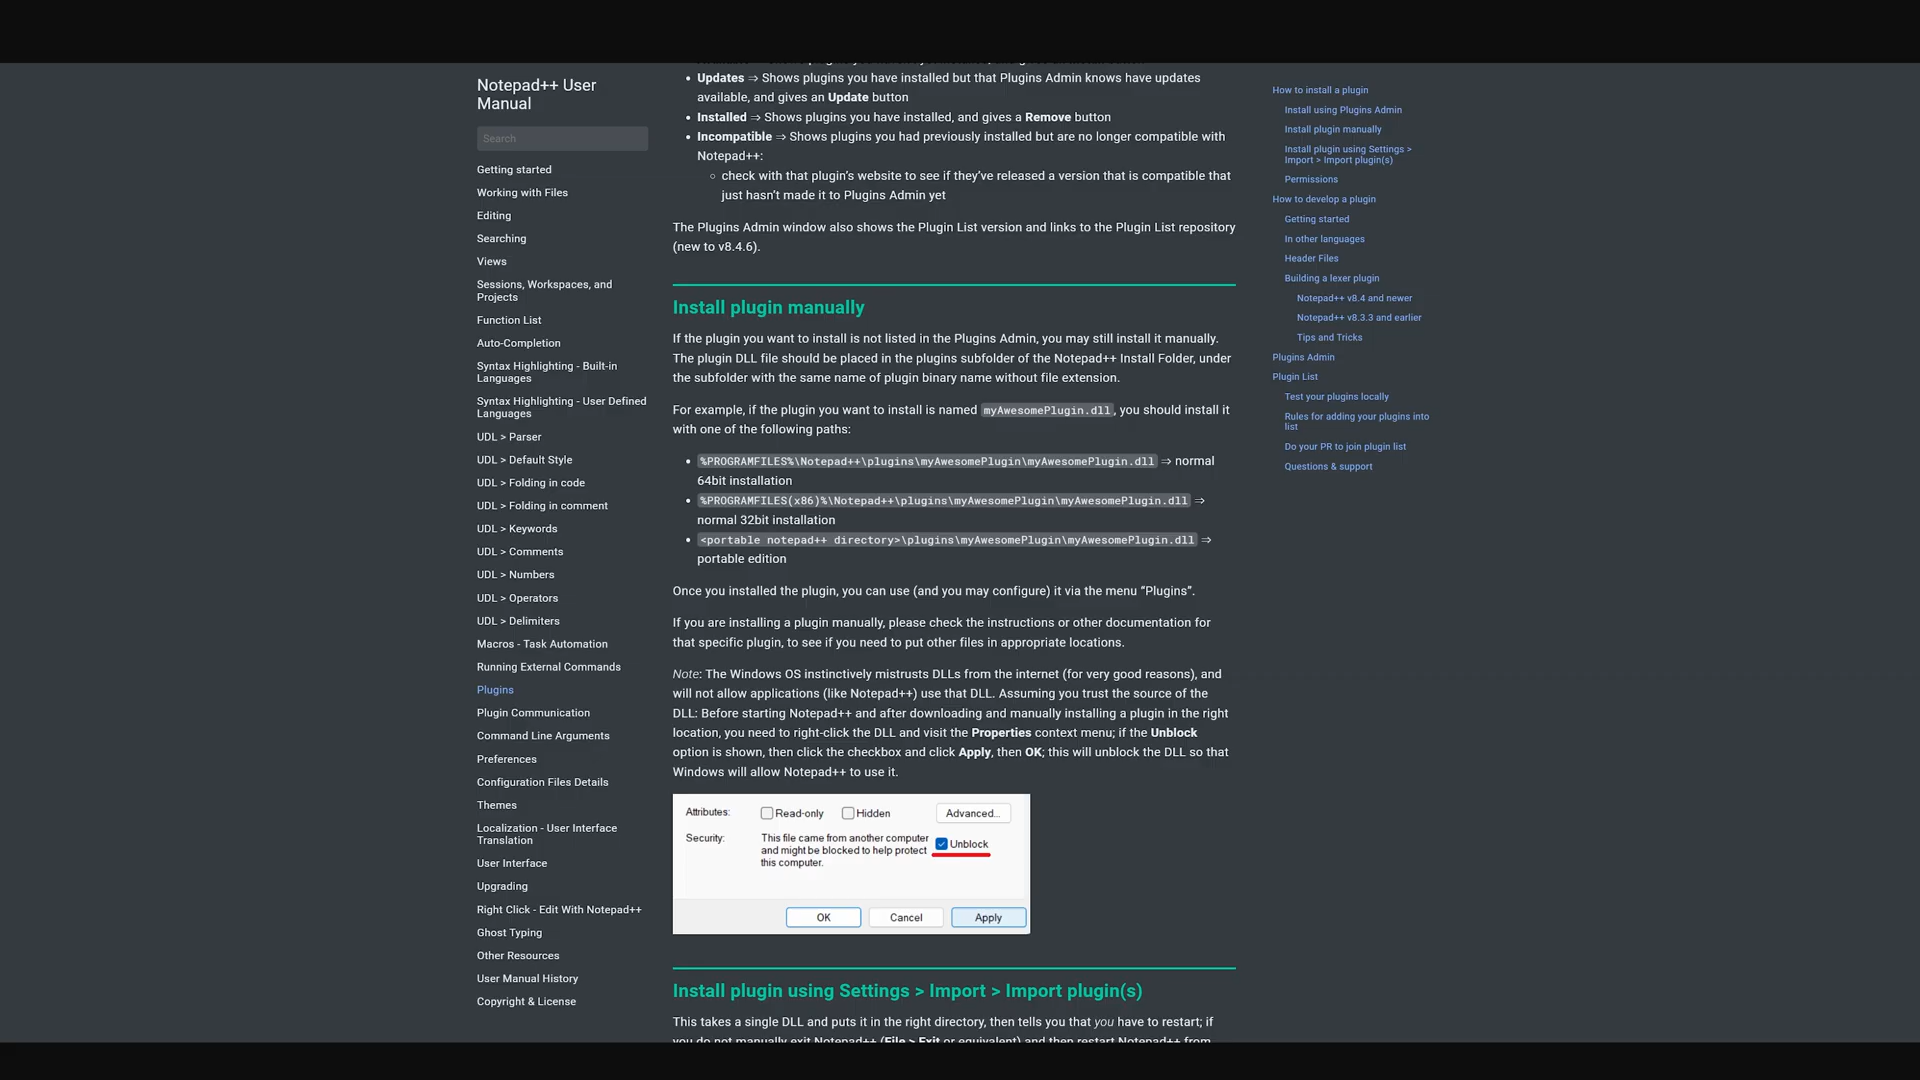 Notepad++ User
Manual
Search
Getting started
Working with Files
Editing
Searching
Views
Sessions, Workspaces, and
Projects
Function List
Auto-Completion
Syntax Highlighting - Built-in
Languages
Syntax Highlighting - User Defined
Languages
UDL > Parser
UDL > Default Style
UDL > Folding in code
UDL > Folding in comment
UDL > Keywords
UDL > Comments
UDL > Numbers
UDL > Operators
UDL > Delimiters
Macros - Task Automation
Running External Commands
Plugins
Plugin Communication
Command Line Arguments
Preferences
Configuration Files Details
Themes
Localization - User Interface
Translation
User Interface
Upgrading
Right Click - Edit With Notepad++
Ghost Typing
Other Resources
User Manual History
Copyright & License
• Updates ⇒ Shows plugins you have installed but that Plugins Admin knows have updates
available, and gives an Update button
• Installed ⇒ Shows plugins you have installed, and gives a Remove button
• Incompatible ⇒ Shows plugins you had previously installed but are no longer compatible with
Notepad++:
◦ check with that plugin’s website to see if they’ve released a version that is compatible that
just hasn’t made it to Plugins Admin yet
The Plugins Admin window also shows the Plugin List version and links to the Plugin List repository
(new to v8.4.6).
Install plugin manually
If the plugin you want to install is not listed in the Plugins Admin, you may still install it manually.
The plugin DLL file should be placed in the plugins subfolder of the Notepad++ Install Folder, under
the subfolder with the same name of plugin binary name without file extension.
For example, if the plugin you want to install is named myAwesomePlugin.dll, you should install it
with one of the following paths:
• %PROGRAMFILES%\Notepad++\plugins\myAwesomePlugin\myAwesomePlugin.dll ⇒ normal
64bit installation
• %PROGRAMFILES(x86)%\Notepad++\plugins\myAwesomePlugin\myAwesomePlugin.dll ⇒
normal 32bit installation
• <portable notepad++ directory>\plugins\myAwesomePlugin\myAwesomePlugin.dll ⇒
portable edition
Once you installed the plugin, you can use (and you may configure) it via the menu “Plugins”.
If you are installing a plugin manually, please check the instructions or other documentation for
that specific plugin, to see if you need to put other files in appropriate locations.
Note: The Windows OS instinctively mistrusts DLLs from the internet (for very good reasons), and
will not allow applications (like Notepad++) use that DLL. Assuming you trust the source of the
DLL: Before starting Notepad++ and after downloading and manually installing a plugin in the right
location, you need to right-click the DLL and visit the Properties context menu; if the Unblock
option is shown, then click the checkbox and click Apply, then OK; this will unblock the DLL so that
Windows will allow Notepad++ to use it.
Attributes: Read-only Hidden Advanced...
Security: This file came from another computer
and might be blocked to help protect
this computer.
Unblock
OK Cancel Apply
Install plugin using Settings > Import > Import plugin(s)
This takes a single DLL and puts it in the right directory, then tells you that you have to restart; if
you do not manually exit Notepad++ (File > Exit or equivalent) and then restart Notepad++ from
How to install a plugin
Install using Plugins Admin
Install plugin manually
Install plugin using Settings >
Import > Import plugin(s)
Permissions
How to develop a plugin
Getting started
In other languages
Header Files
Building a lexer plugin
Notepad++ v8.4 and newer
Notepad++ v8.3.3 and earlier
Tips and Tricks
Plugins Admin
Plugin List
Test your plugins locally
Rules for adding your plugins into
list
Do your PR to join plugin list
Questions & support